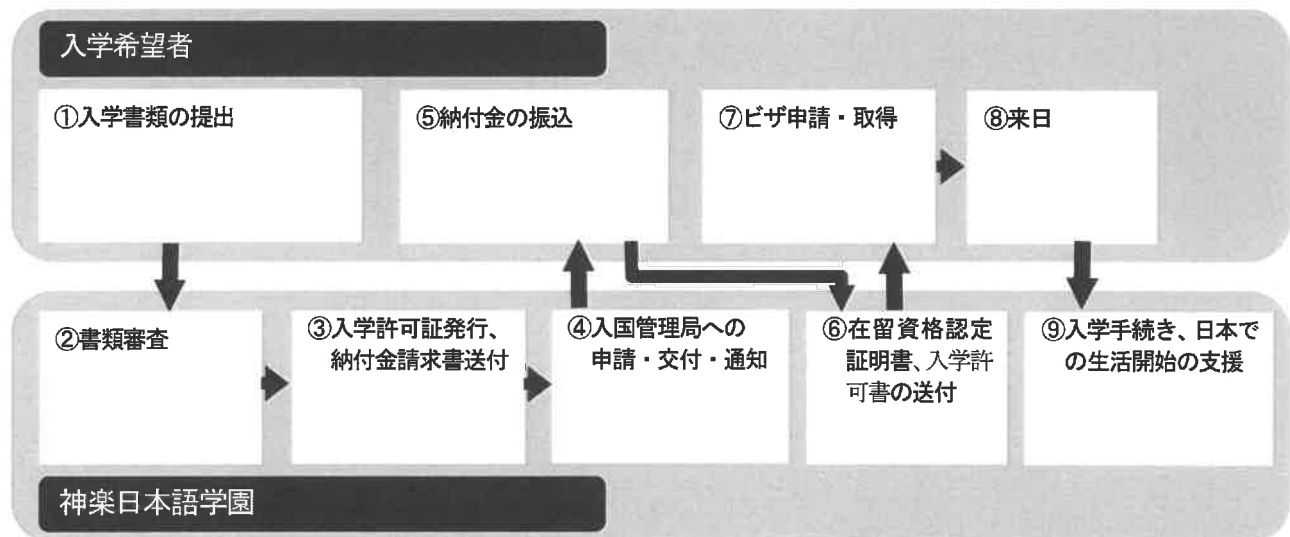 入学希望者
①入学書類の提出
⑤納付金の振込
⑦ビザ申請・取得
⑧来日
②書類審査
③入学許可証発行、
納付金請求書送付
④入国管理局への
申請・交付・通知
⑥在留資格認定
証明書、入学許
可書の送付
⑨入学手続き、日本で
の生活開始の支援
神楽日本語学園